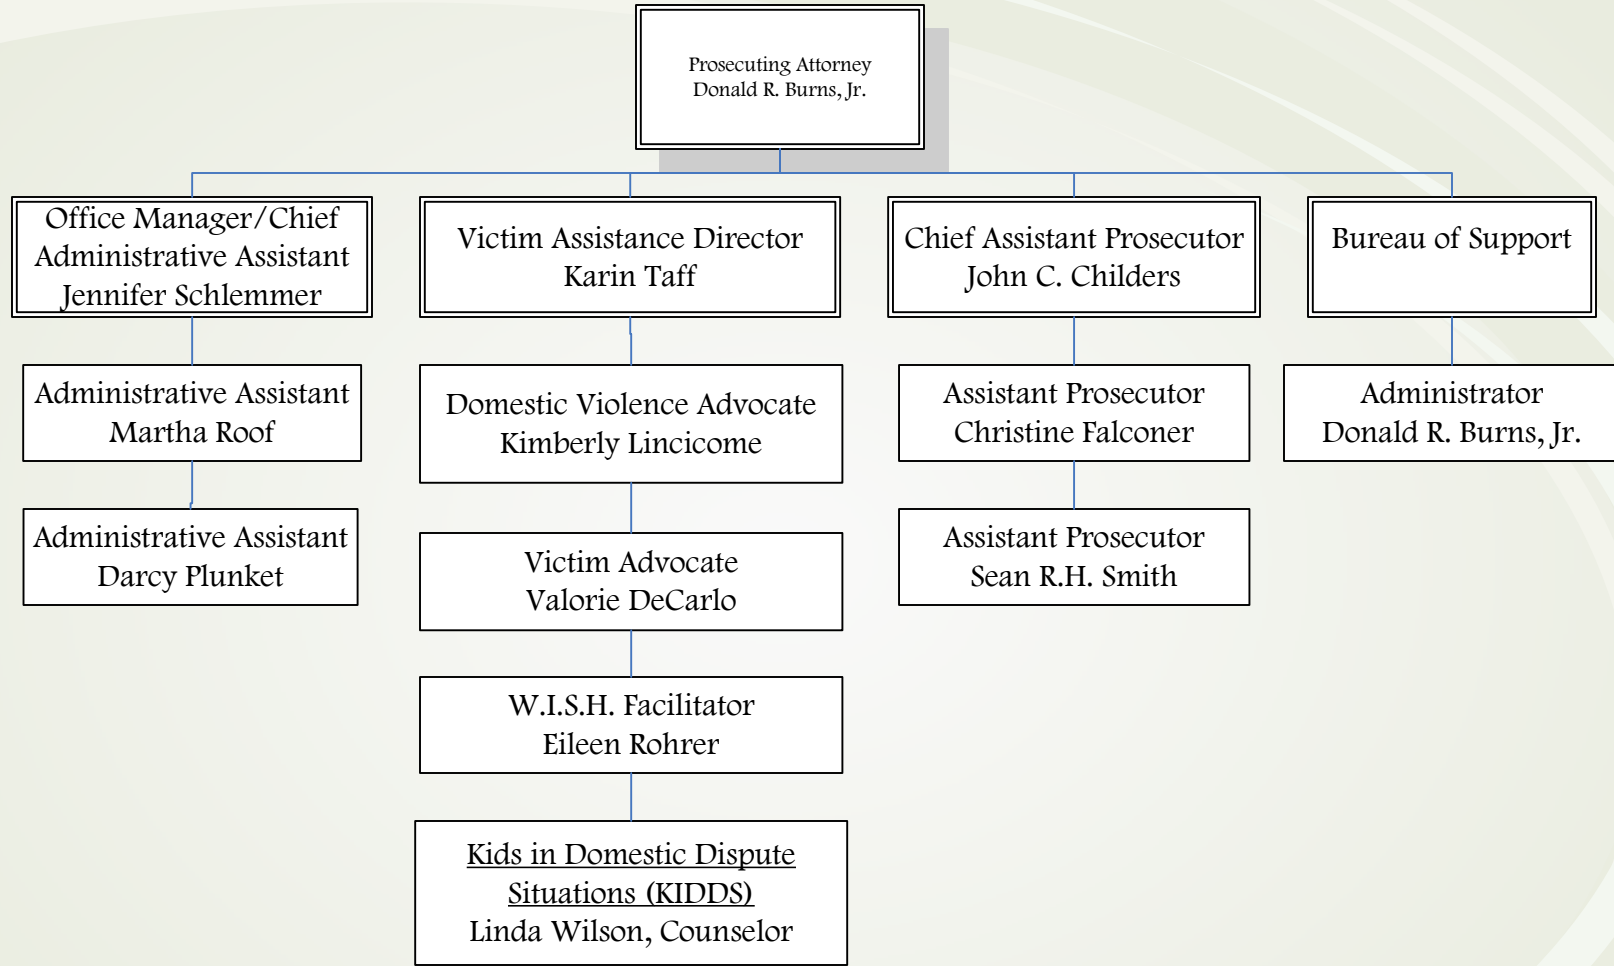 Prosecuting Attorney
Donald R. Burns, Jr.
Office Manager/Chief
Administrative Assistant
Jennifer Schlemmer
Victim Assistance Director
Karin Taff
Chief Assistant Prosecutor
John C. Childers
Bureau of Support
Administrative Assistant
Martha Roof
Domestic Violence Advocate
Kimberly Lincicome
Assistant Prosecutor
Christine Falconer
Administrator
Donald R. Burns, Jr.
Administrative Assistant
Darcy Plunket
Victim Advocate
Valorie DeCarlo
Assistant Prosecutor
Sean R.H. Smith
W.I.S.H. Facilitator
Eileen Rohrer
Kids in Domestic Dispute
Situations (KIDDS)
Linda Wilson, Counselor